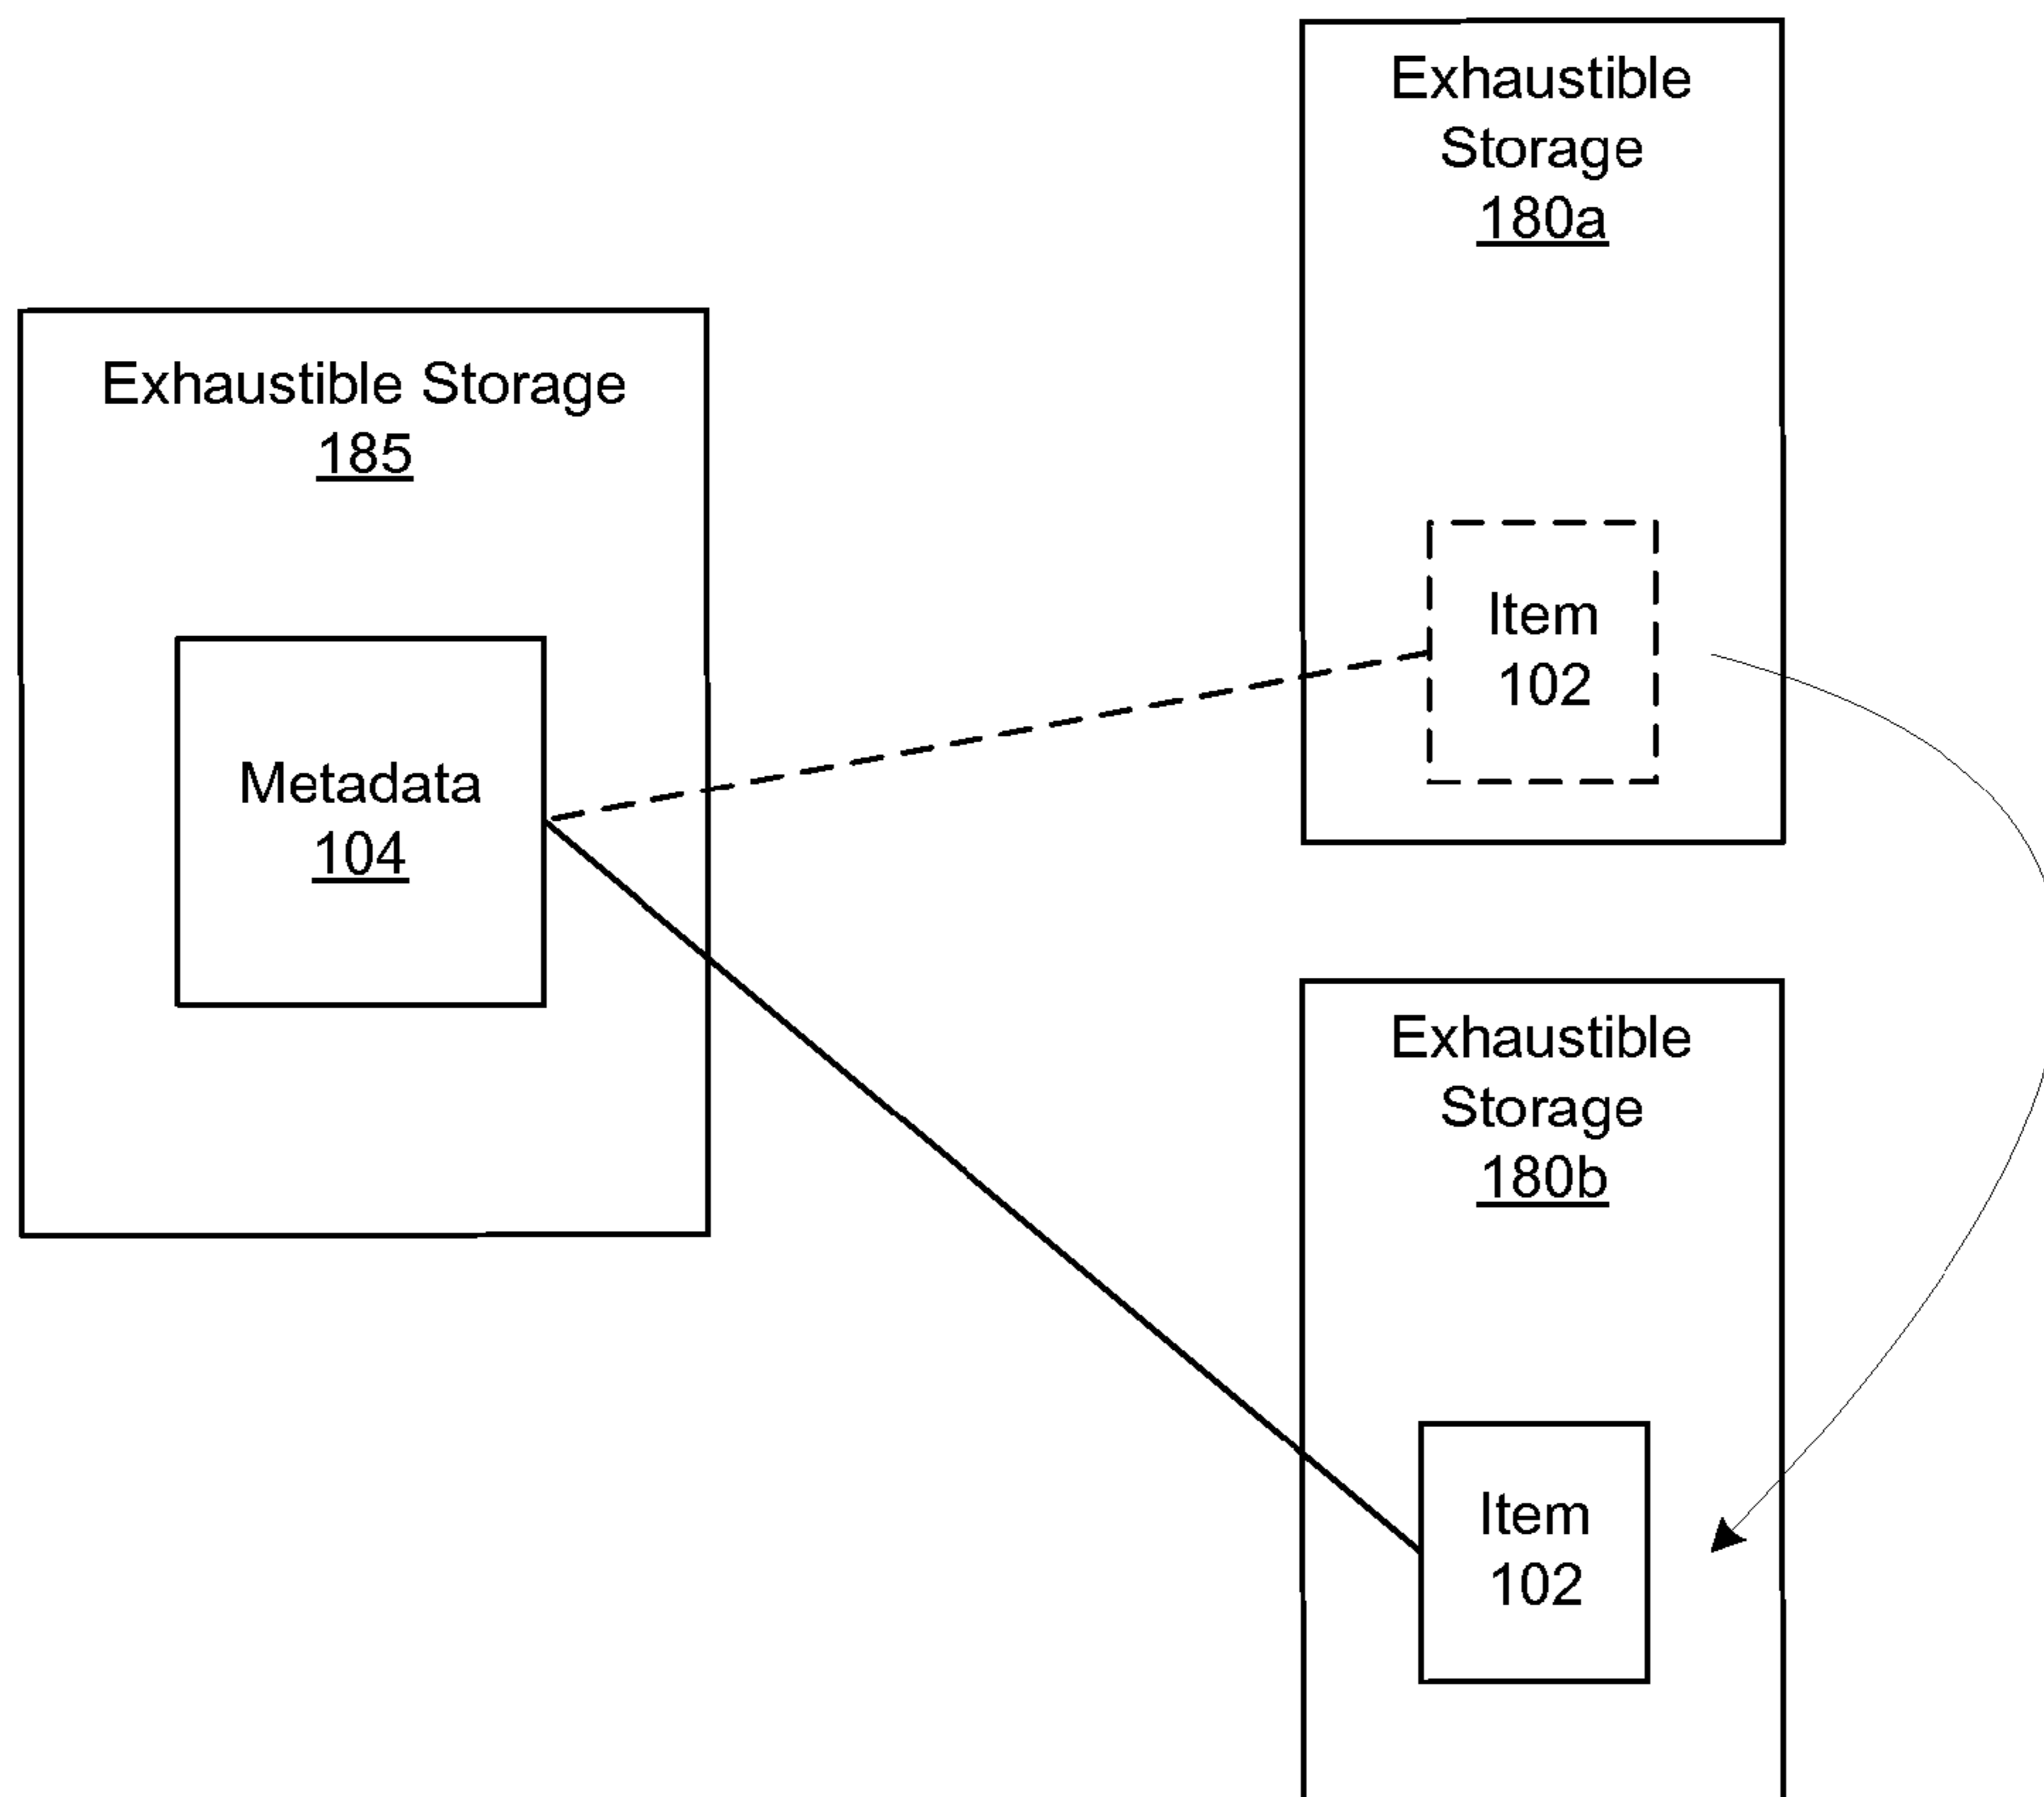 Exhaustible
Storage
180a
Exhaustible Storage
185
Item
102
Metadata
104
Exhaustible
Storage
180b
Item
102